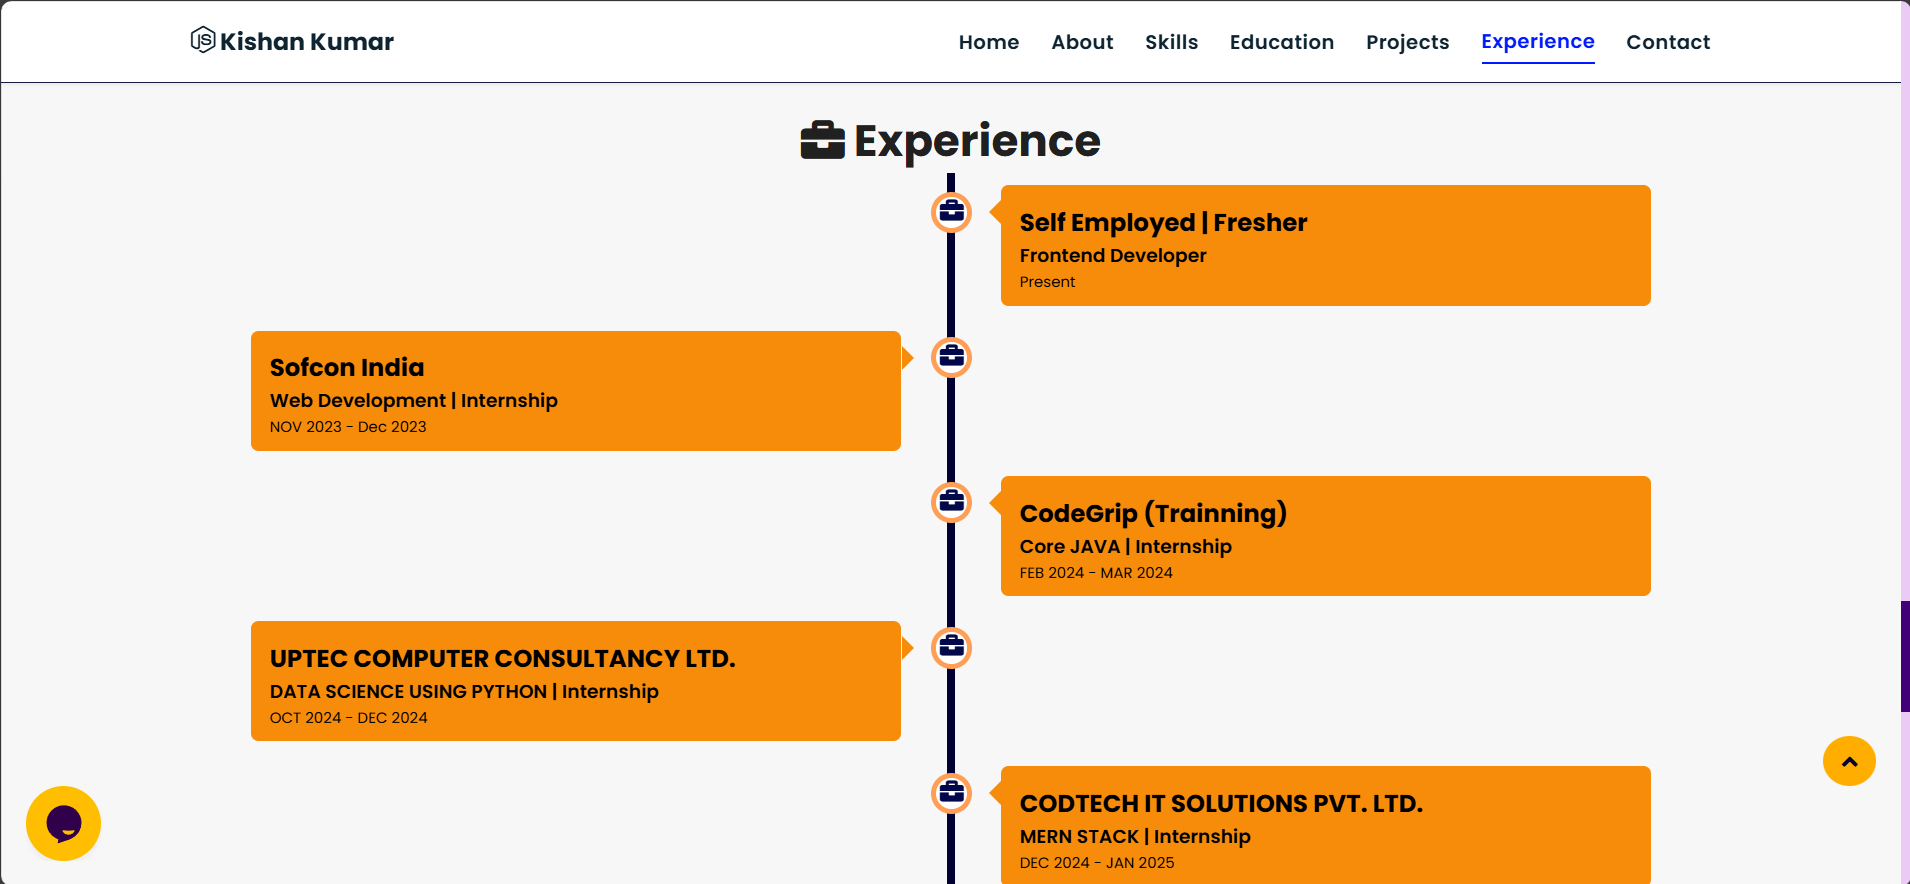 JS Kishan Kumar
Home About Skills Education Projects Experience Contact
Experience
Self Employed | Fresher
Frontend Developer
Present
Sofcon India
Web Development | Internship
NOV 2023 - Dec 2023
CodeGrip (Trainning)
Core JAVA | Internship
FEB 2024 - MAR 2024
UPTEC COMPUTER CONSULTANCY LTD.
DATA SCIENCE USING PYTHON | Internship
OCT 2024 - DEC 2024
CODTECH IT SOLUTIONS PVT. LTD.
MERN STACK | Internship
DEC 2024 - JAN 2025